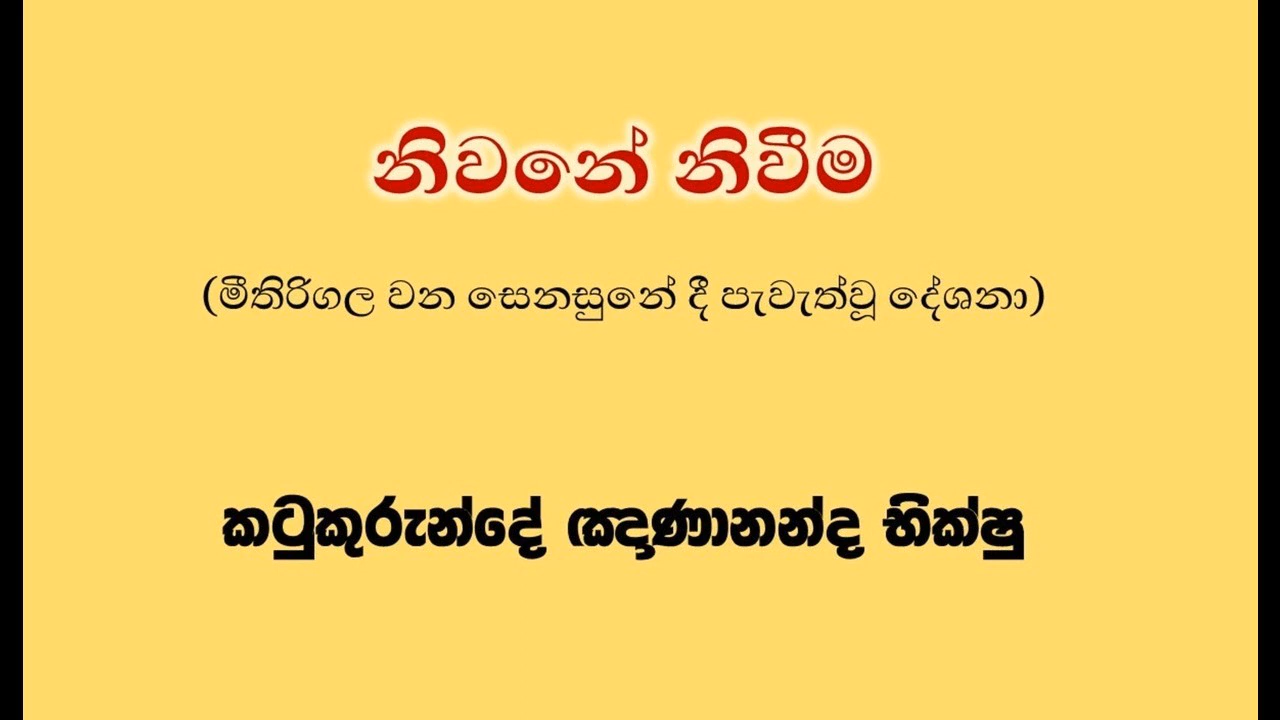 නිවනේ නිවීම
(මීතිරිගල වන සෙනසුනේ දී පැවැත්වූ දේශනා)
කටුකුරුන්දේ ඤාණානන්ද භික්ෂු